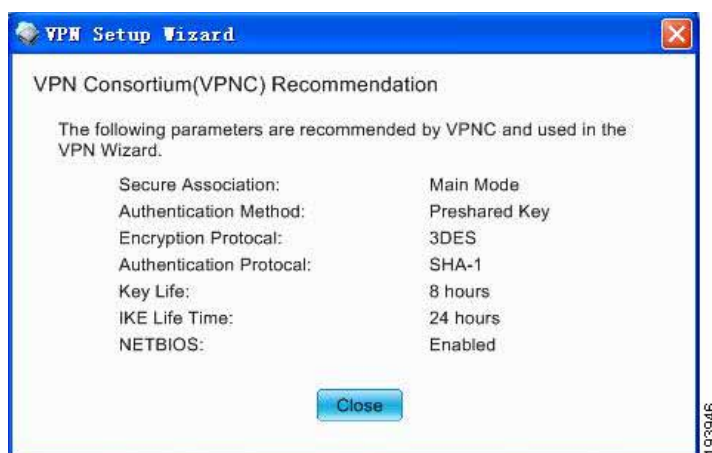 VPN Setup Wizard
VPN Consortium(VPNC) Recommendation
The following parameters are recommended by VPNC and used in the
VPN Wizard.
Secure Association: Main Mode
Authentication Method: Preshared Key
Encryption Protocal: 3DES
Authentication Protocal: SHA-1
Key Life: 8 hours
IKE Life Time: 24 hours
NETBIOS: Enabled
Close
193946